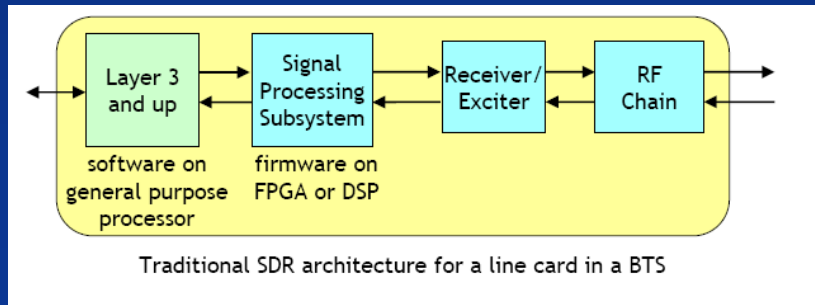 Layer 3
and up
Signal
Processing
Subsystem
Receiver/
Exciter
RF
Chain
software on
general purpose
processor
firmware on
FPGA or DSP
Traditional SDR architecture for a line card in a BTS